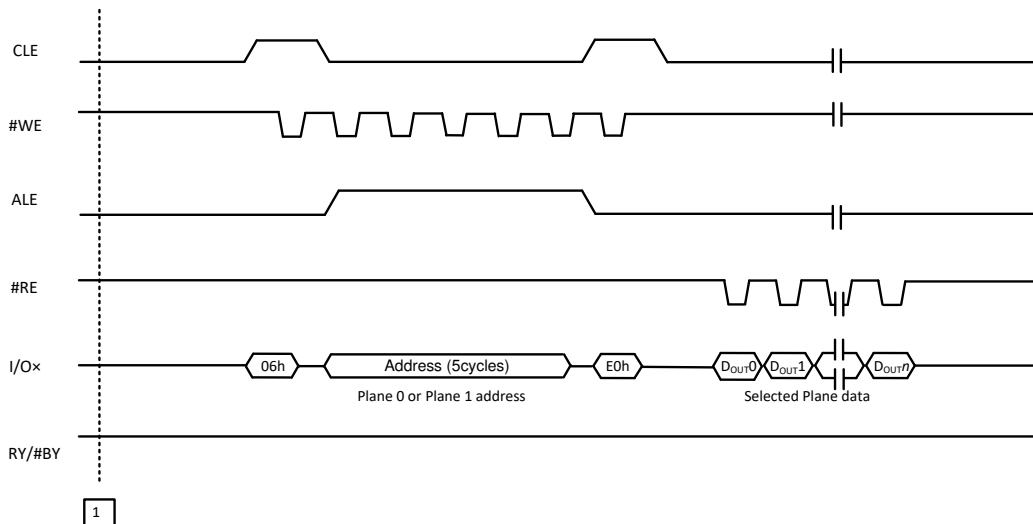 CLE
#WE
ALE
#RE
I/O×
06h
Address (5cycles)
E0h
DOUT0
DOUT1
DOUTn
Plane 0 or Plane 1 address
Selected Plane data
RY/#BY
1